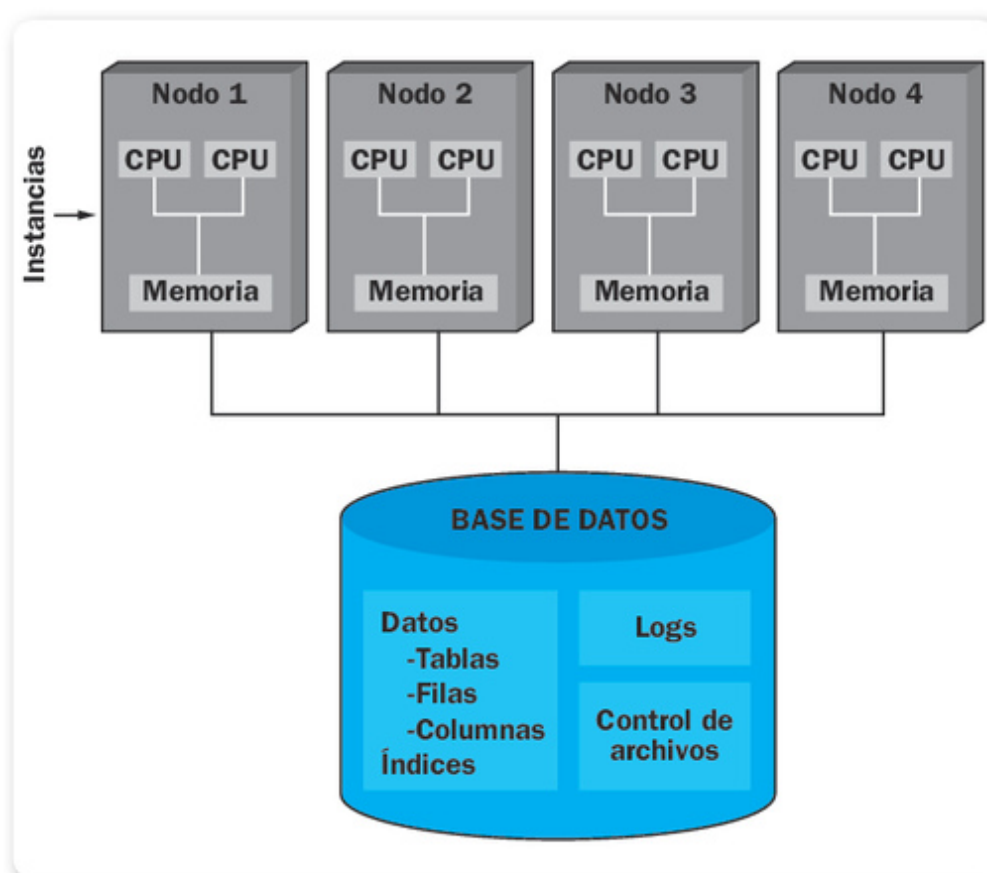 Instancias
Nodo 1
CPU CPU
Memoria
Nodo 2
CPU CPU
Memoria
Nodo 3
CPU CPU
Memoria
Nodo 4
CPU CPU
Memoria
BASE DE DATOS
Datos
-Tablas
-Filas
-Columnas
Índices
Logs
Control de
archivos